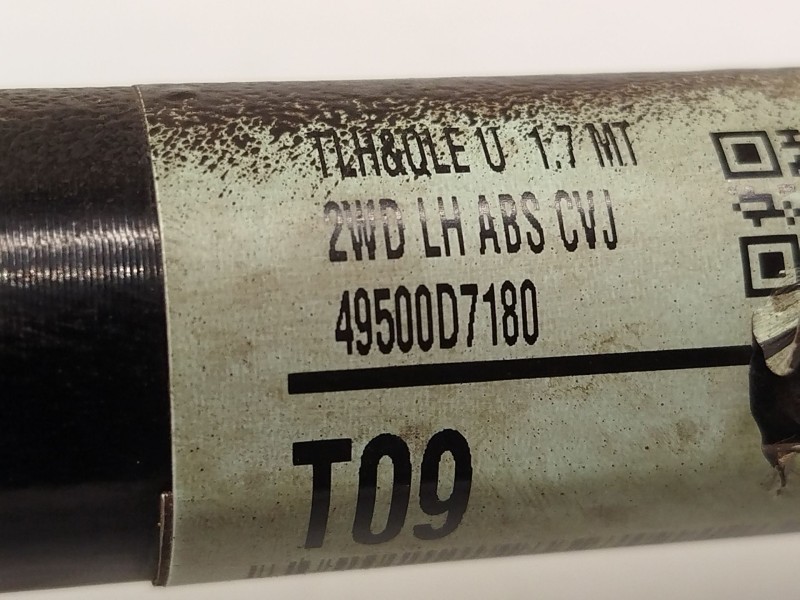 TLH&QLE U 1.7 MT
2WD LH ABS CVJ
49500D7180
T09